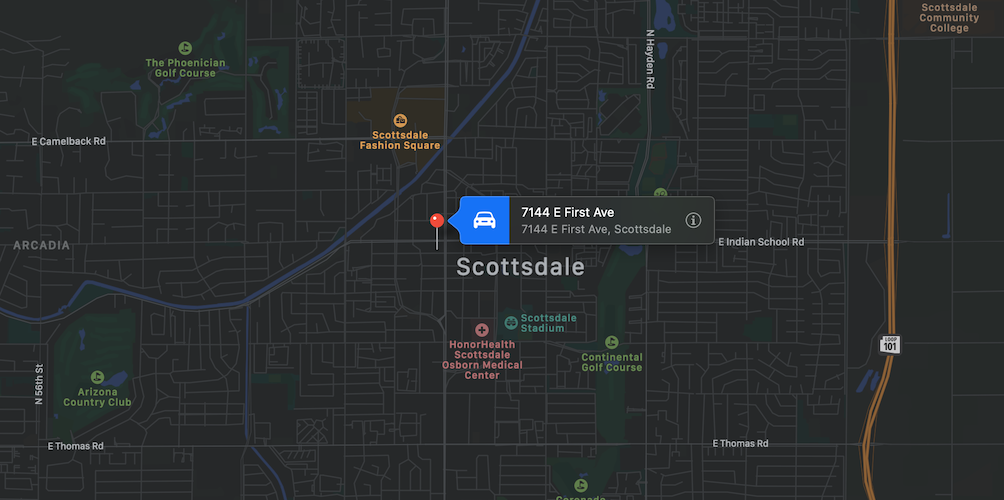 Scottsdale
Community
College
N Hayden Rd
The Phoenician
Golf Course
Scottsdale
Fashion Square
E Camelback Rd
7144 E First Ave
7144 E First Ave, Scottsdale
ARCADIA
E Indian School Rd
Scottsdale
Scottsdale
Stadium
HonorHealth
Scottsdale
Osborn Medical
Center
LOOP
101
Continental
Golf Course
N 56th St
Arizona
Country Club
E Thomas Rd
E Thomas Rd
Coronado